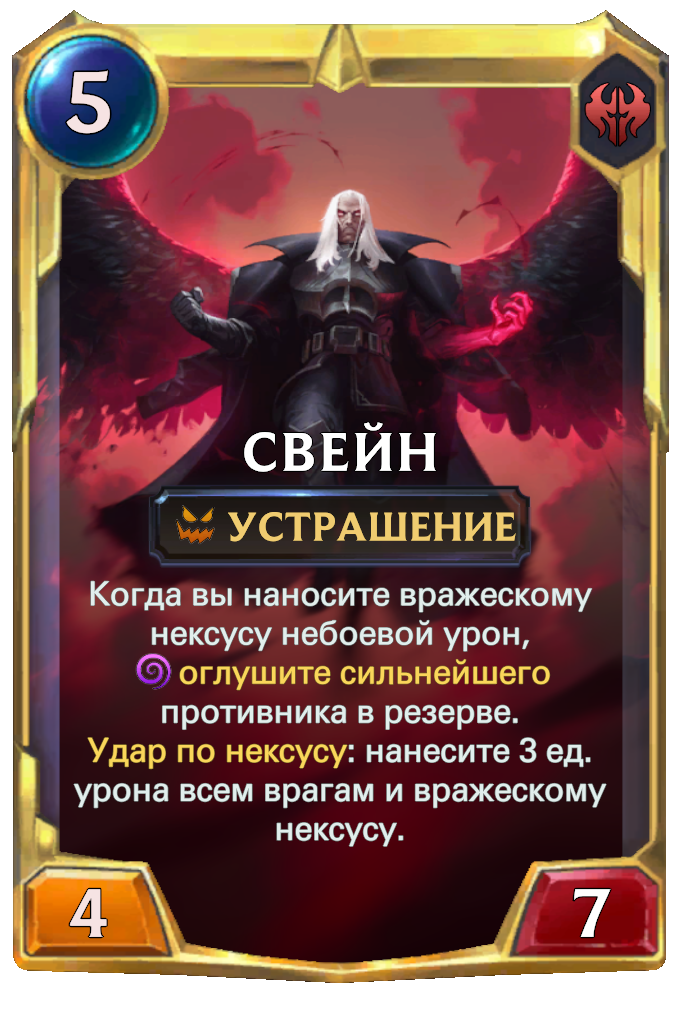 5
СВЕЙН
УСТРАШЕНИЕ
Когда вы наносите вражескому
нексусу небоевой урон,
оглушите сильнейшего
противника в резерве.
Удар по нексусу: нанесите 3 ед.
урона всем врагам и вражескому
нексусу.
4
7